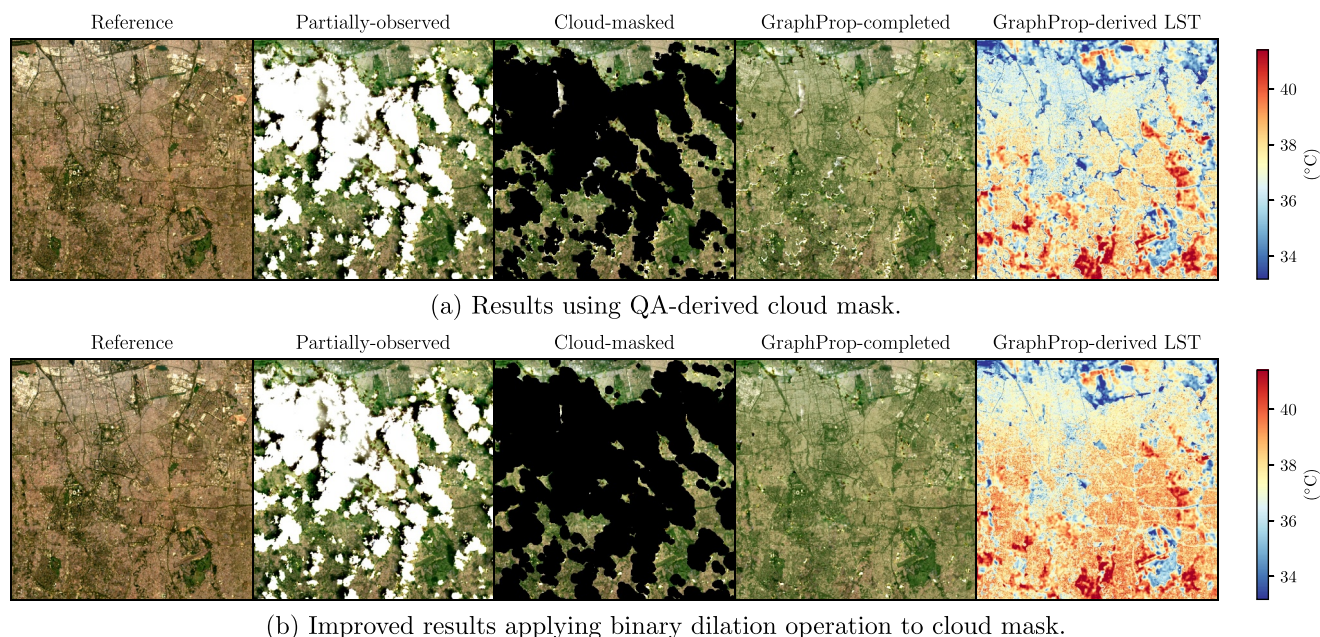 Reference Partially-observed Cloud-masked GraphProp-completed GraphProp-derived LST
40
38
36
34
(°C)
(a) Results using QA-derived cloud mask.
Reference Partially-observed Cloud-masked GraphProp-completed GraphProp-derived LST
40
38
36
34
(°C)
(b) Improved results applying binary dilation operation to cloud mask.